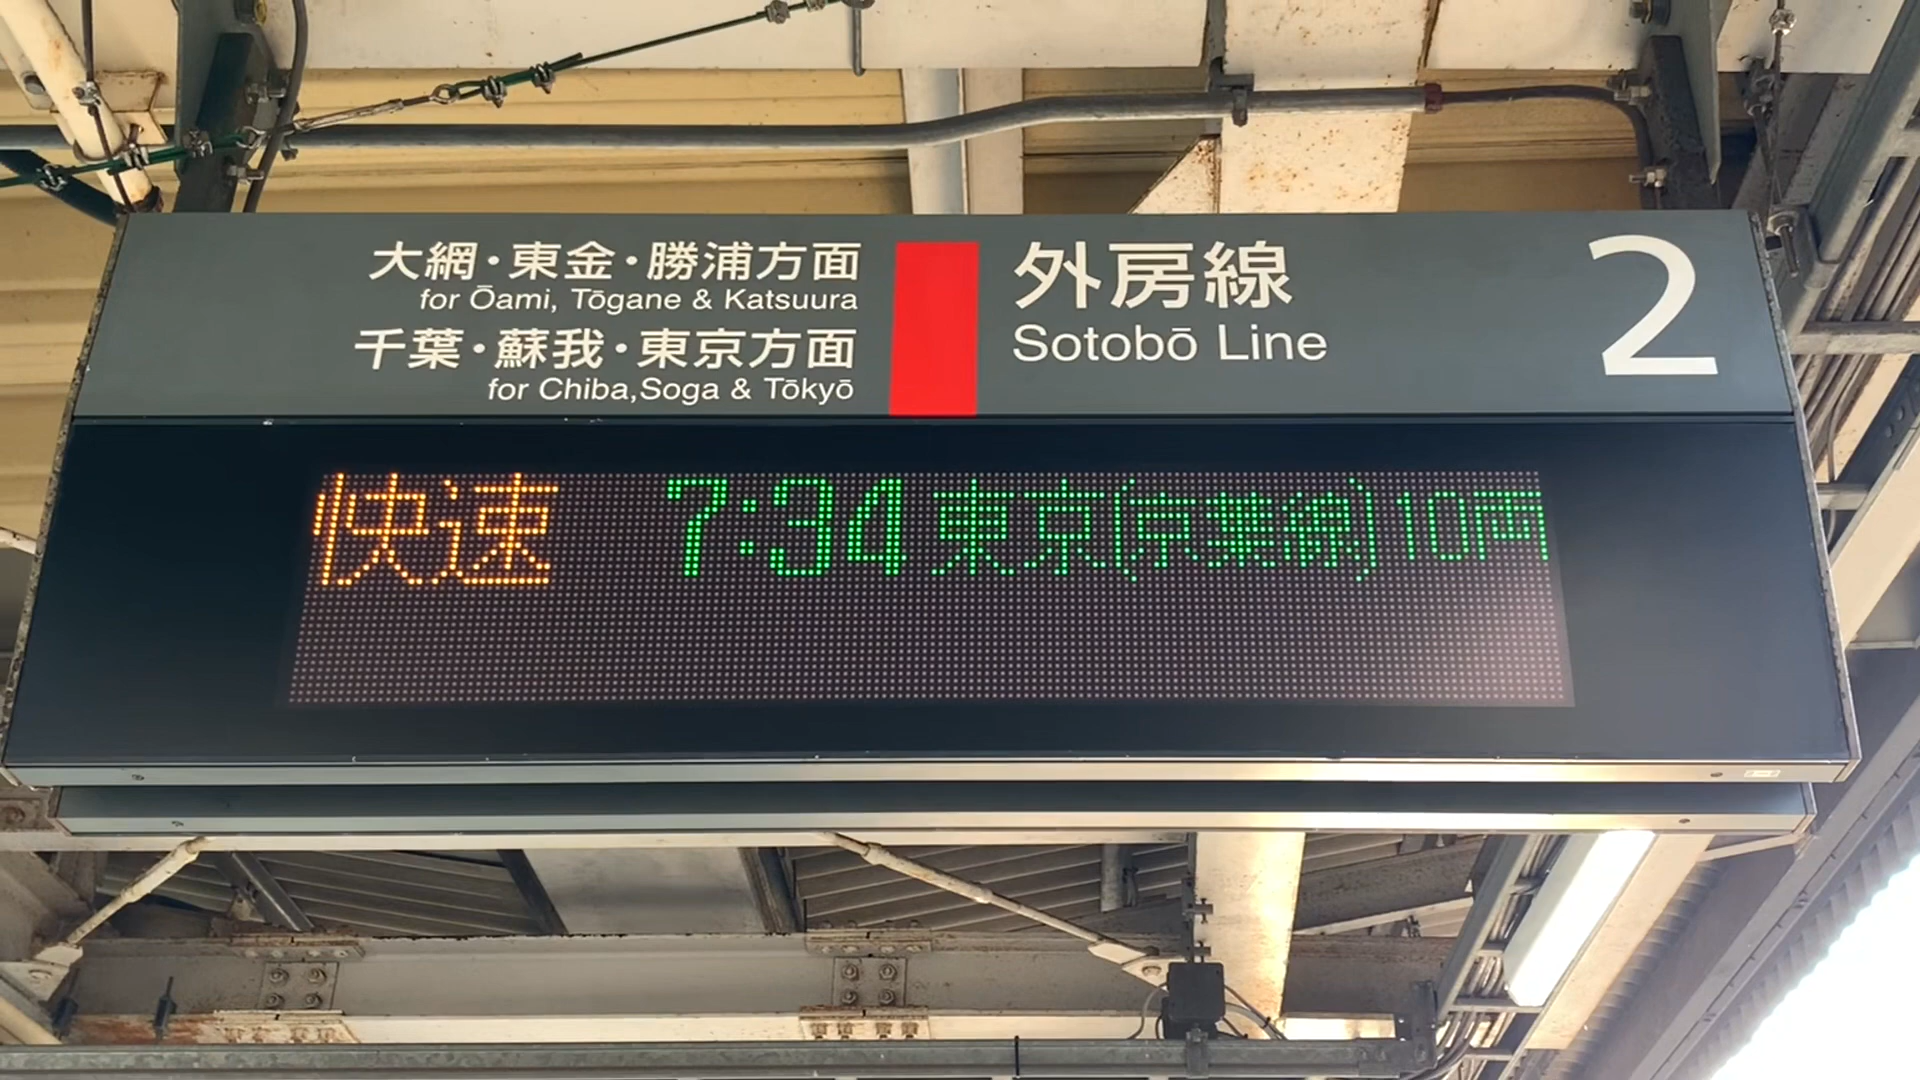 大網・東金・勝浦方面
for Ōami, Tōgane & Katsuura
千葉・蘇我・東京方面
for Chiba,Soga & Tōkyō
外房線
Sotobō Line
2
快速 7:34 東京(京葉線) 10両